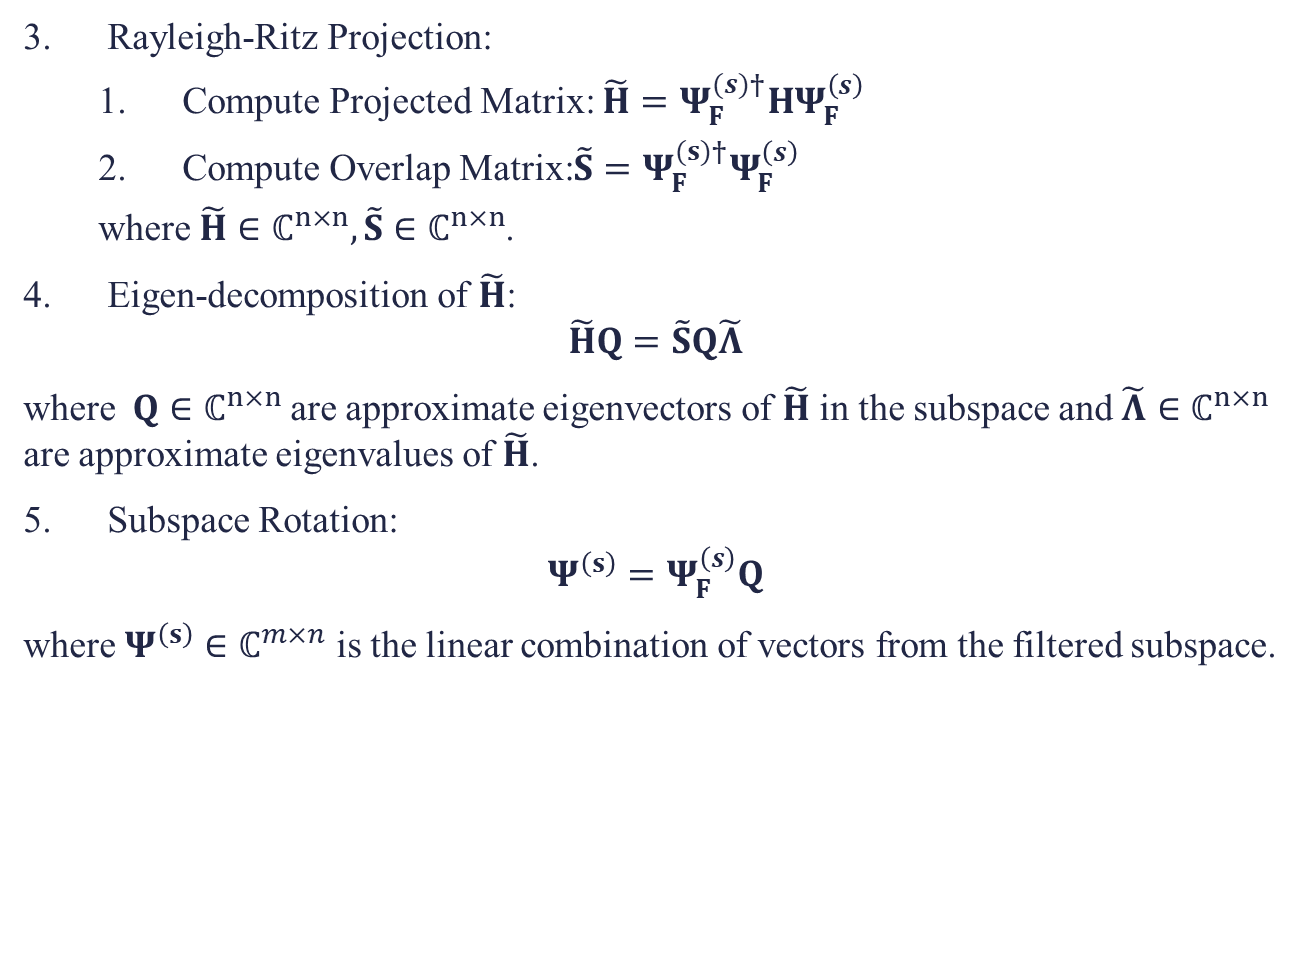 3. Rayleigh-Ritz Projection:
1. Compute Projected Matrix: H̃ = Ψ_F^(s)† HΨ_F^(s)
2. Compute Overlap Matrix:S̃ = Ψ_F^(s)† Ψ_F^(s)
where H̃ ∈ ℂ^n×n, S̃ ∈ ℂ^n×n.
4. Eigen-decomposition of H̃:
H̃Q = S̃QΛ̃
where Q ∈ ℂ^n×n are approximate eigenvectors of H̃ in the subspace and Λ̃ ∈ ℂ^n×n
are approximate eigenvalues of H̃.
5. Subspace Rotation:
Ψ^(s) = Ψ_F^(s) Q
where Ψ^(s) ∈ ℂ^m×n is the linear combination of vectors from the filtered subspace.